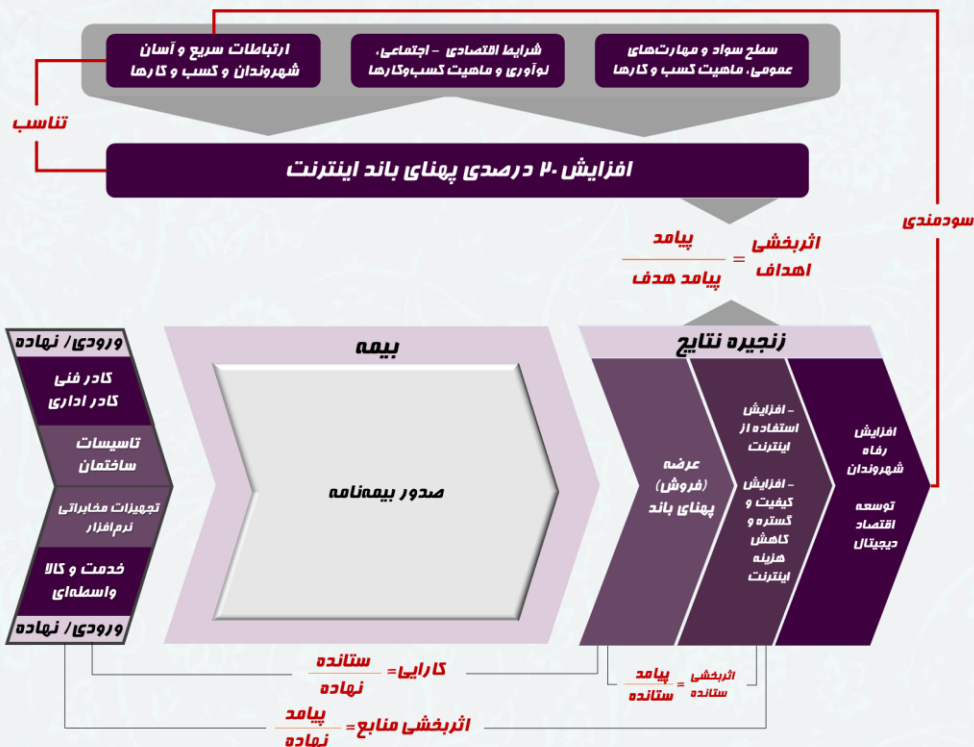 سطح سواد و مهارت‌های
عمومی، ماهیت کسب و کارها
شرایط اقتصادی - اجتماعی،
نوآوری و ماهیت کسب‌وکارها
ارتباطات سریع و آسان
شهروندان و کسب و کارها
تناسب
افزایش ۲۰ درصدی پهنای باند اینترنت
سودمندی
اثربخشی
اهداف
=
پیامد
پیامد هدف
ورودی/ نهاده
کادر فنی
کادر اداری
تاسیسات
ساختمان
تجهیزات مخابراتی
نرم‌افزار
خدمت و کالا
واسطه‌ای
ورودی/ نهاده
بیمه
صدور بیمه‌نامه
زنجیره نتایج
عرضه
(فروش)
پهنای باند
- افزایش
استفاده از
اینترنت
- افزایش
کیفیت و
گستره و
کاهش
هزینه
اینترنت
افزایش
رفاه
شهروندان
توسعه
اقتصاد
دیجیتال
کارایی=
ستانده
نهاده
اثربخشی
ستانده
=
پیامد
ستانده
اثربخشی منابع=
پیامد
نهاده